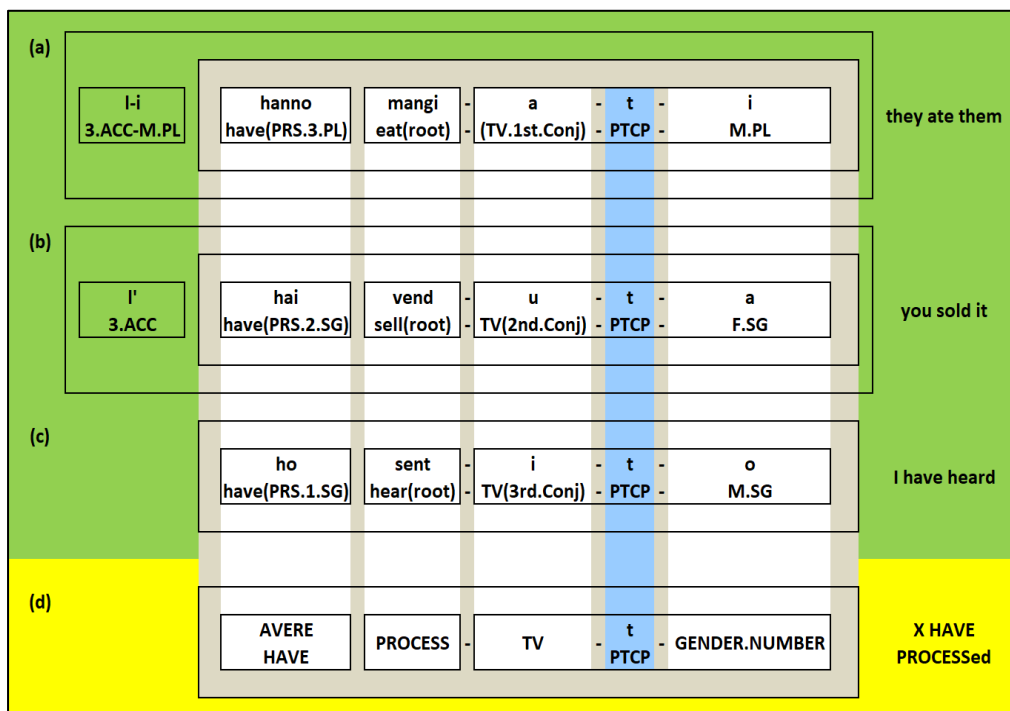 (a)
l-i hanno mangi - a - t - i
3.ACC-M.PL have(PRS.3.PL) eat(root) - (TV.1st.Conj) - PTCP - M.PL
they ate them
(b)
l' hai vend - u - t - a
3.ACC have(PRS.2.SG) sell(root) - TV(2nd.Conj) - PTCP - F.SG
you sold it
(c)
ho sent - i - t - o
have(PRS.1.SG) hear(root) - TV(3rd.Conj) - PTCP - M.SG
I have heard
(d)
AVERE t
HAVE PROCESS - TV - PTCP - GENDER.NUMBER
X HAVE
PROCESSed